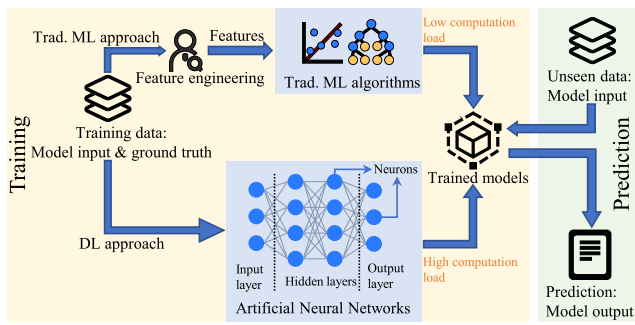 Training
Trad. ML approach
Features
Feature engineering
Training data:
Model input & ground truth
DL approach
Trad. ML algorithms
Low computation
load
Neurons
Input
layer
Hidden layers
Output
layer
Artificial Neural Networks
High computation
load
Trained models
Unseen data:
Model input
Prediction
Prediction:
Model output